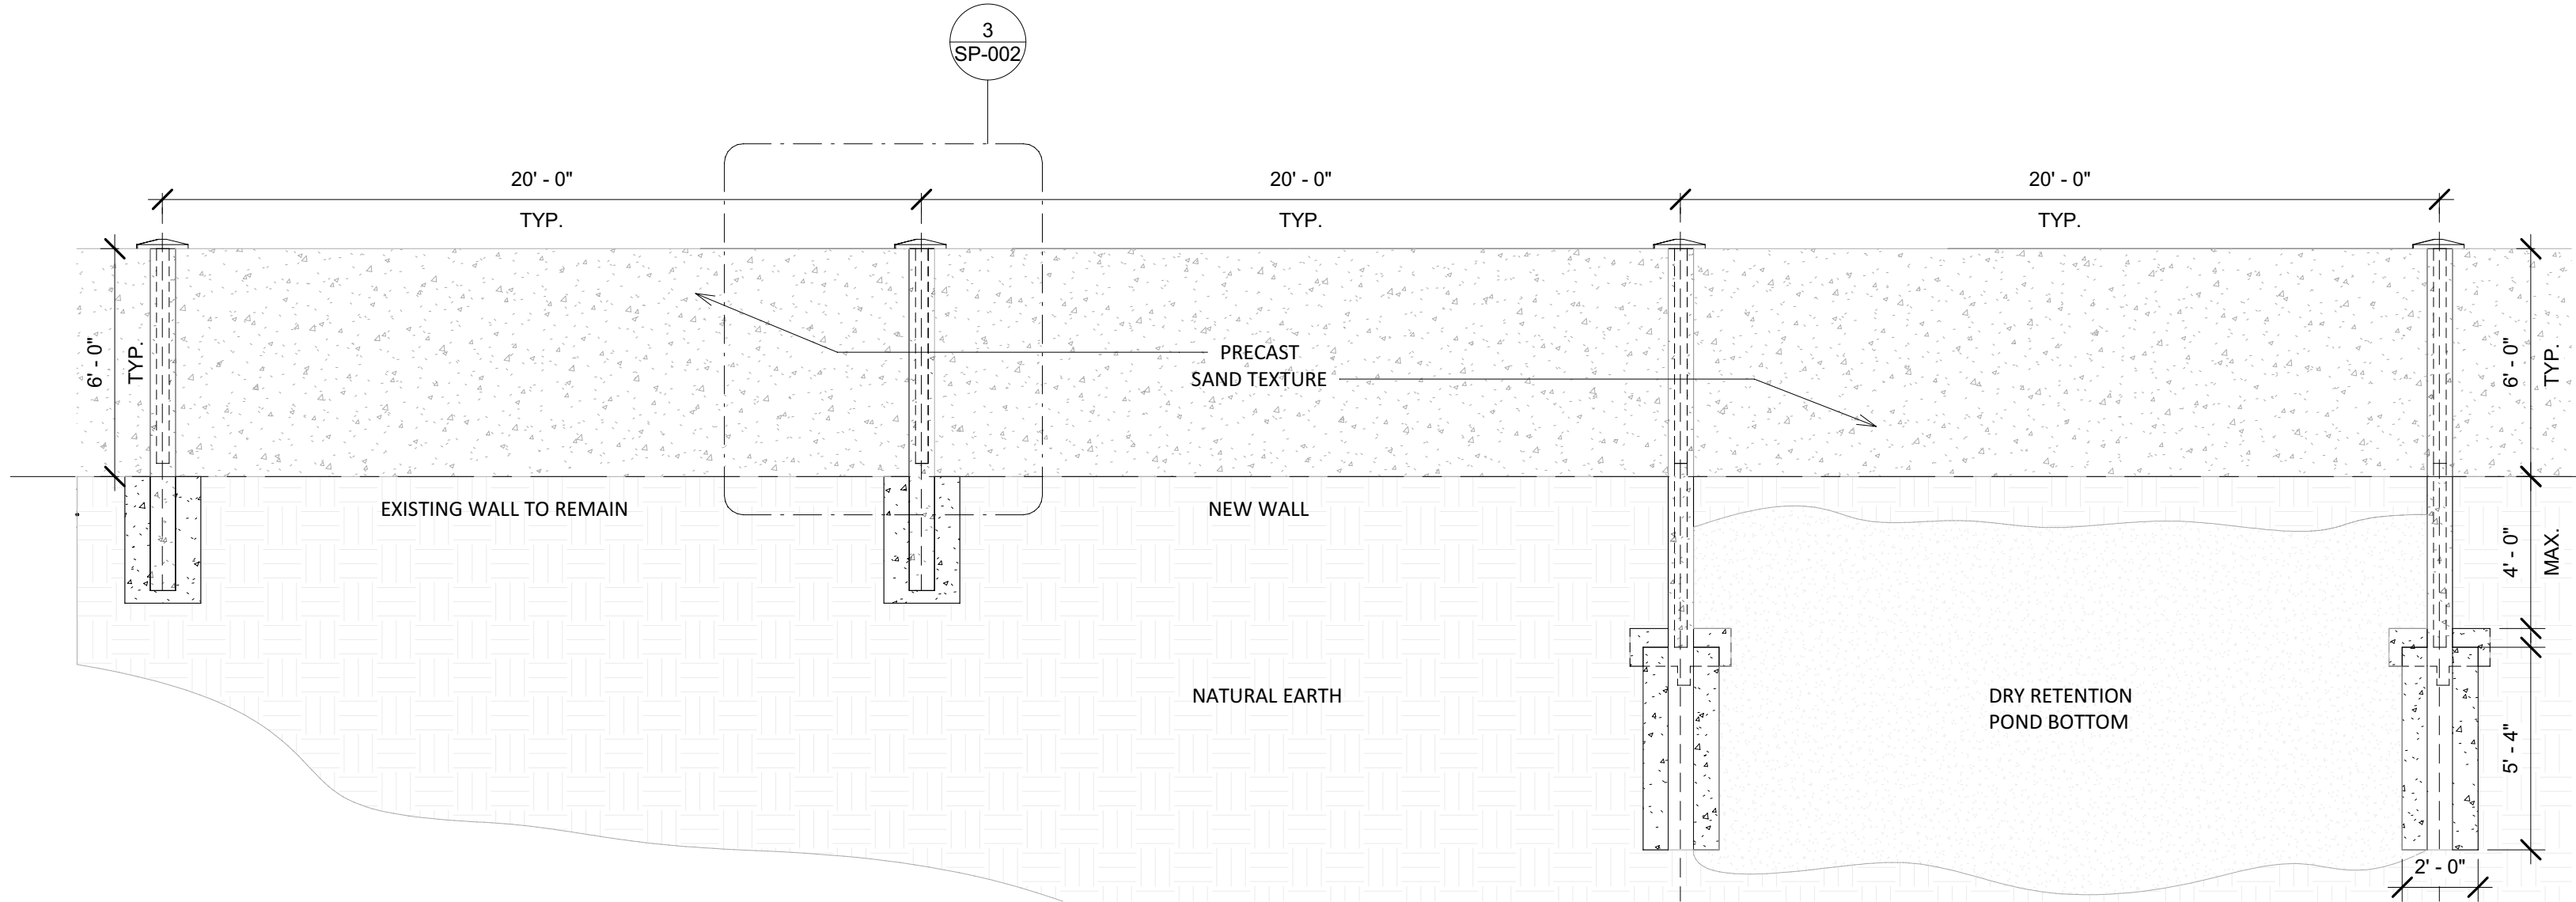 3
SP-002
20' - 0"
20' - 0"
20' - 0"
TYP.
TYP.
TYP.
6' - 0"
TYP.
PRECAST
SAND TEXTURE
6' - 0"
TYP.
EXISTING WALL TO REMAIN
NEW WALL
4' - 0"
MAX.
NATURAL EARTH
DRY RETENTION
POND BOTTOM
5' - 4"
2' - 0"